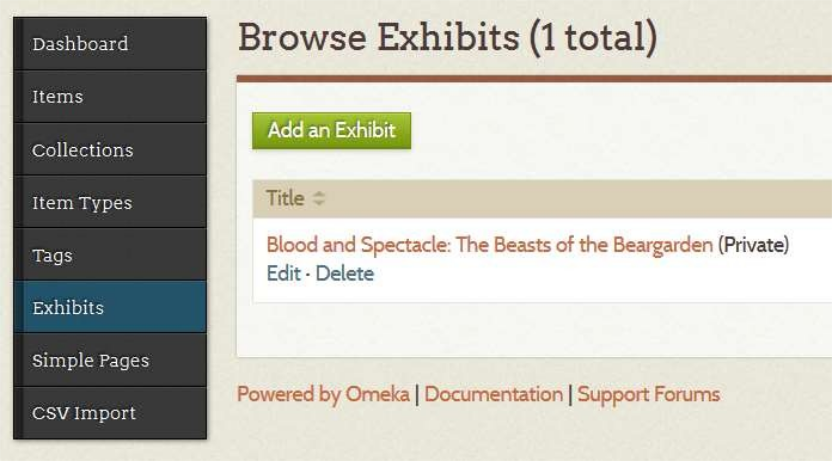 Dashboard
Items
Collections
Item Types
Tags
Exhibits
Simple Pages
CSV Import
Browse Exhibits (1 total)
Add an Exhibit
Title
Blood and Spectacle: The Beasts of the Beargarden (Private)
Edit · Delete
Powered by Omeka | Documentation | Support Forums